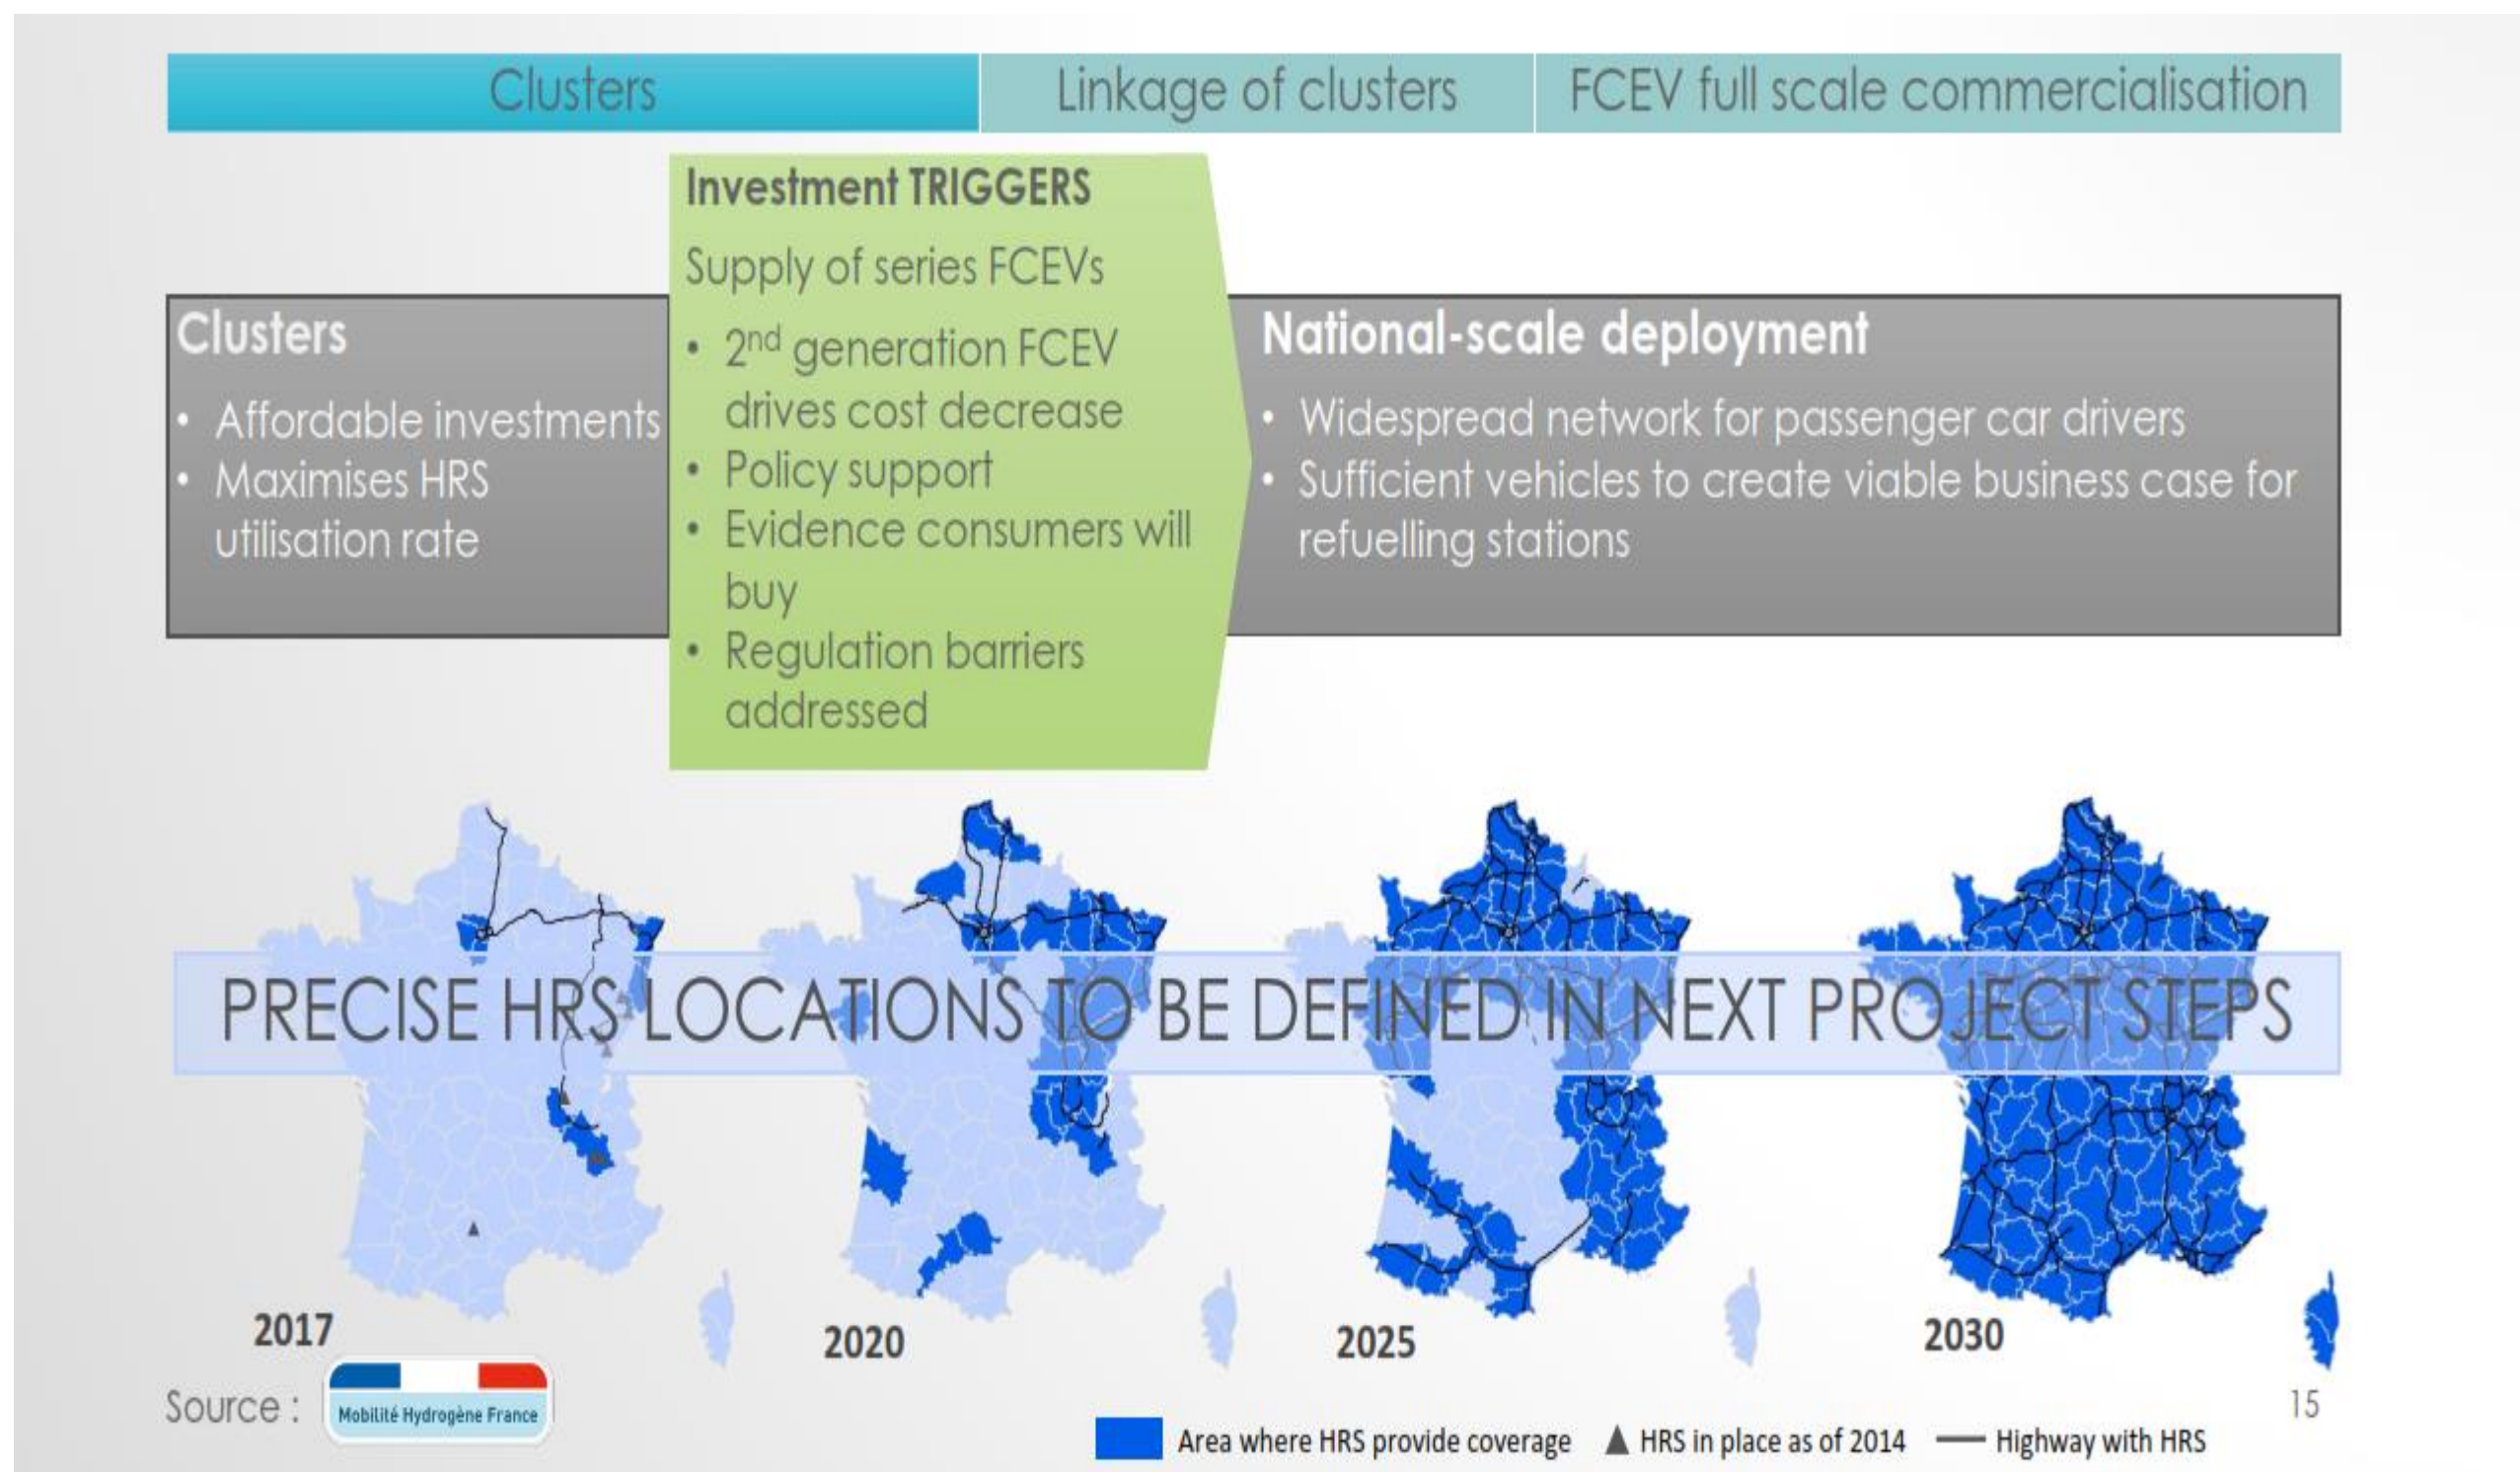 Clusters
Linkage of clusters
FCEV full scale commercialisation
Investment TRIGGERS
Supply of series FCEVs
• 2nd generation FCEV
drives cost decrease
• Policy support
• Evidence consumers will
buy
• Regulation barriers
addressed
Clusters
• Affordable investments
• Maximises HRS
utilisation rate
National-scale deployment
• Widespread network for passenger car drivers
• Sufficient vehicles to create viable business case for
refuelling stations
PRECISE HRS LOCATIONS TO BE DEFINED IN NEXT PROJECT STEPS
2017
2020
2025
2030
Source :
Mobilité Hydrogène France
15
Area where HRS provide coverage
HRS in place as of 2014
Highway with HRS